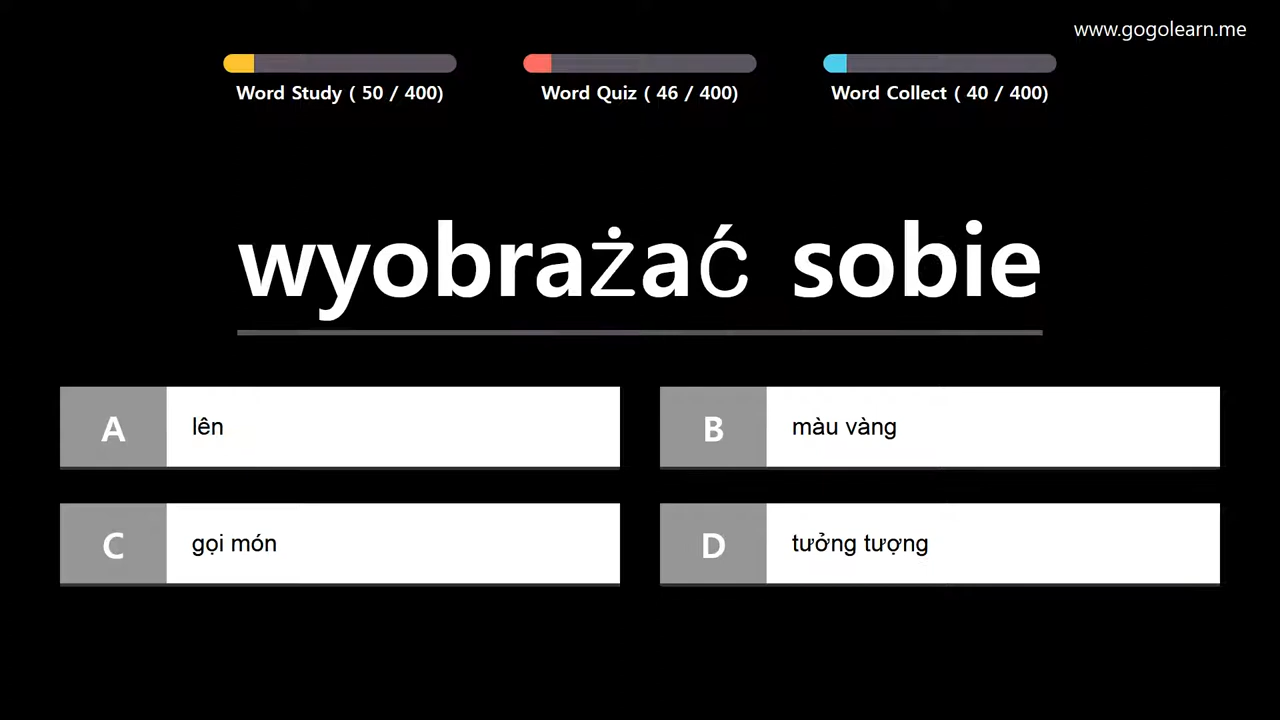 www.gogolearn.me
Word Study ( 50 / 400)
Word Quiz ( 46 / 400)
Word Collect ( 40 / 400)
wyobrażać sobie
A lên
B màu vàng
C gọi món
D tưởng tượng